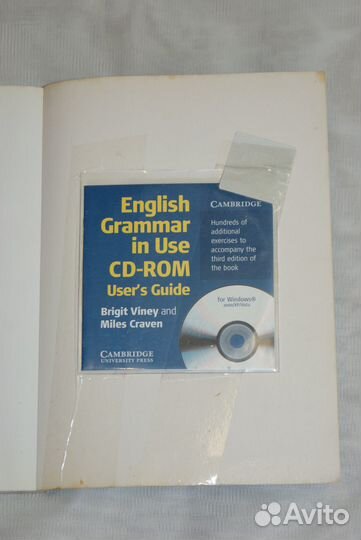 English
Grammar
in Use
CD-ROM
User's Guide
Brigit Viney and
Miles Craven
CAMBRIDGE
UNIVERSITY PRESS
CAMBRIDGE
Hundreds of
additional
exercises to
accompany the
third edition of
the book
for Windows®
Avito